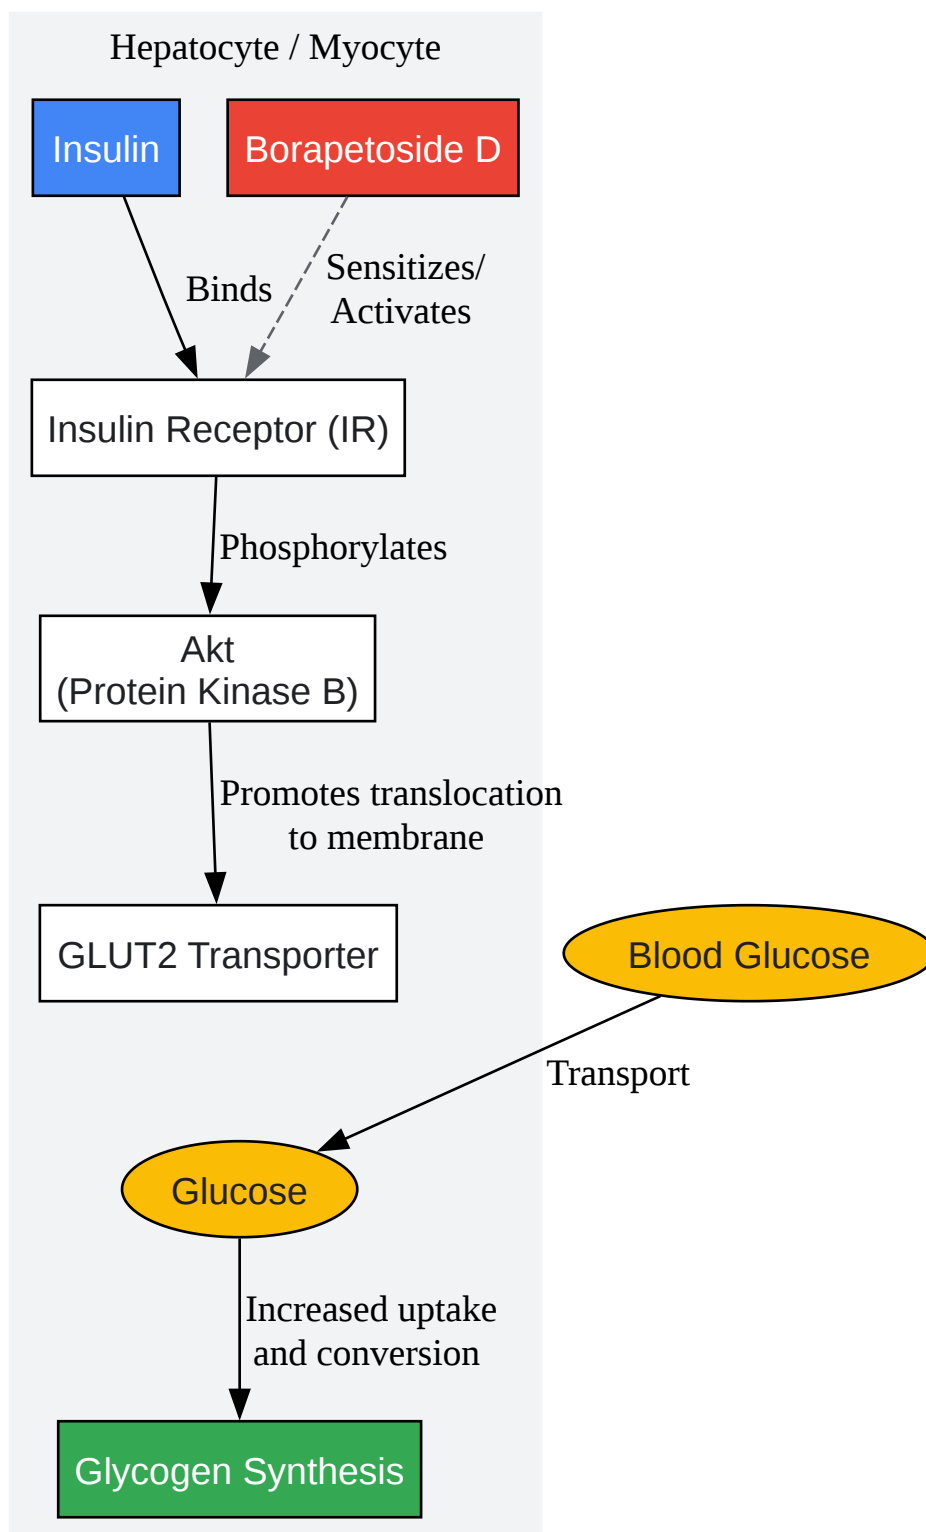 Hepatocyte / Myocyte
Insulin
Borapetoside D
Binds
Sensitizes/
Activates
Insulin Receptor (IR)
Phosphorylates
Akt
(Protein Kinase B)
Promotes translocation
to membrane
GLUT2 Transporter
Blood Glucose
Transport
Glucose
Increased uptake
and conversion
Glycogen Synthesis